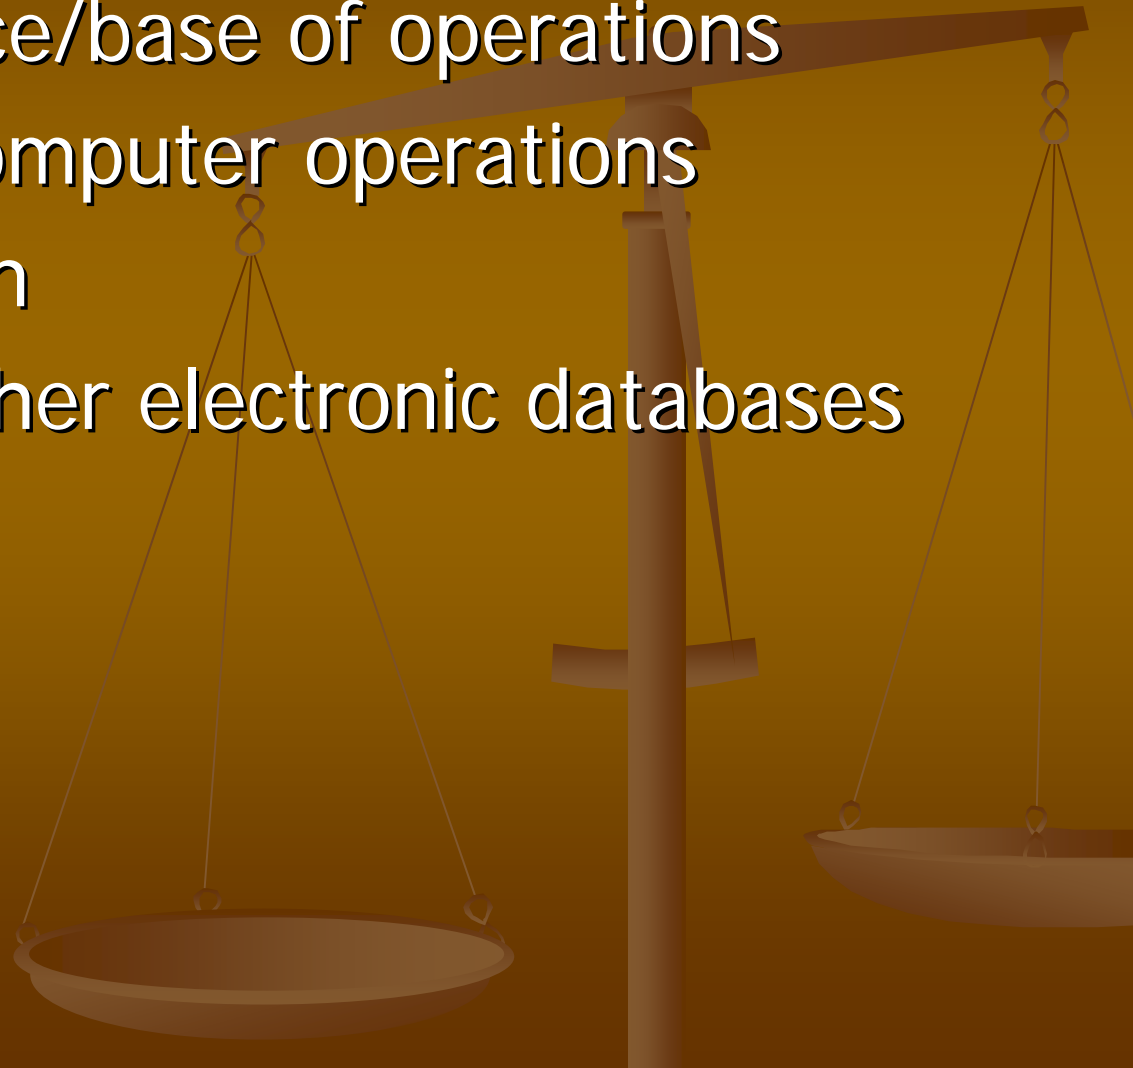 ce/base of operations
omputer operations
n
her electronic databases